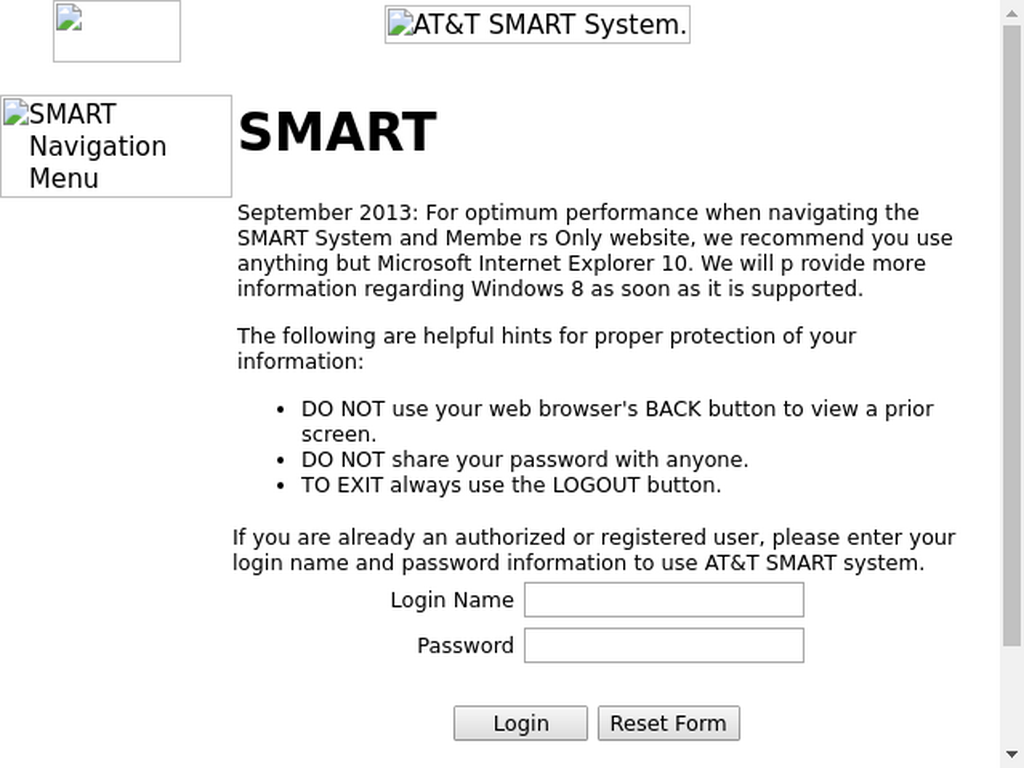 AT&T SMART System.
SMART
Navigation
Menu
SMART
September 2013: For optimum performance when navigating the
SMART System and Membe rs Only website, we recommend you use
anything but Microsoft Internet Explorer 10. We will p rovide more
information regarding Windows 8 as soon as it is supported.
The following are helpful hints for proper protection of your
information:
• DO NOT use your web browser's BACK button to view a prior
screen.
• DO NOT share your password with anyone.
• TO EXIT always use the LOGOUT button.
If you are already an authorized or registered user, please enter your
login name and password information to use AT&T SMART system.
Login Name
Password
Login Reset Form